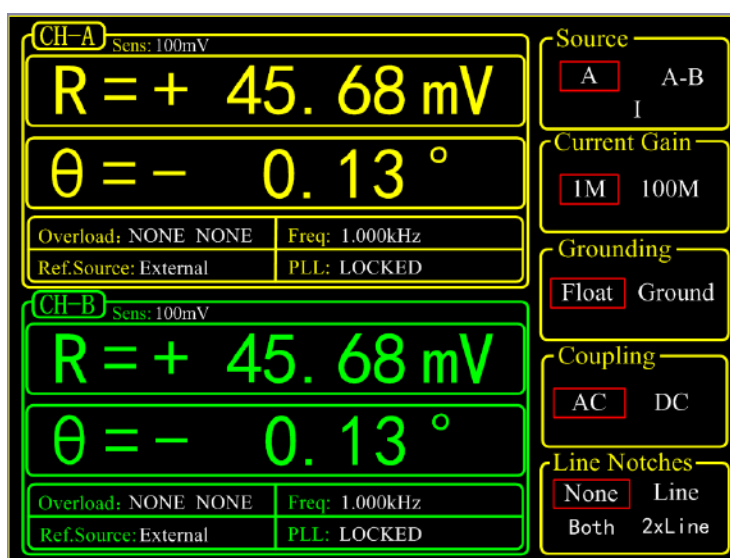 CH-A
Sens: 100mV
R=+ 45.68 mV
θ=- 0.13 °
Overload: NONE NONE
Freq: 1.000kHz
Ref.Source: External
PLL: LOCKED
CH-B
Sens: 100mV
R=+ 45.68 mV
θ=- 0.13 °
Overload: NONE NONE
Freq: 1.000kHz
Ref.Source: External
PLL: LOCKED
Source
A A-B
I
Current Gain
1M 100M
Grounding
Float Ground
Coupling
AC DC
Line Notches
None Line
Both 2xLine